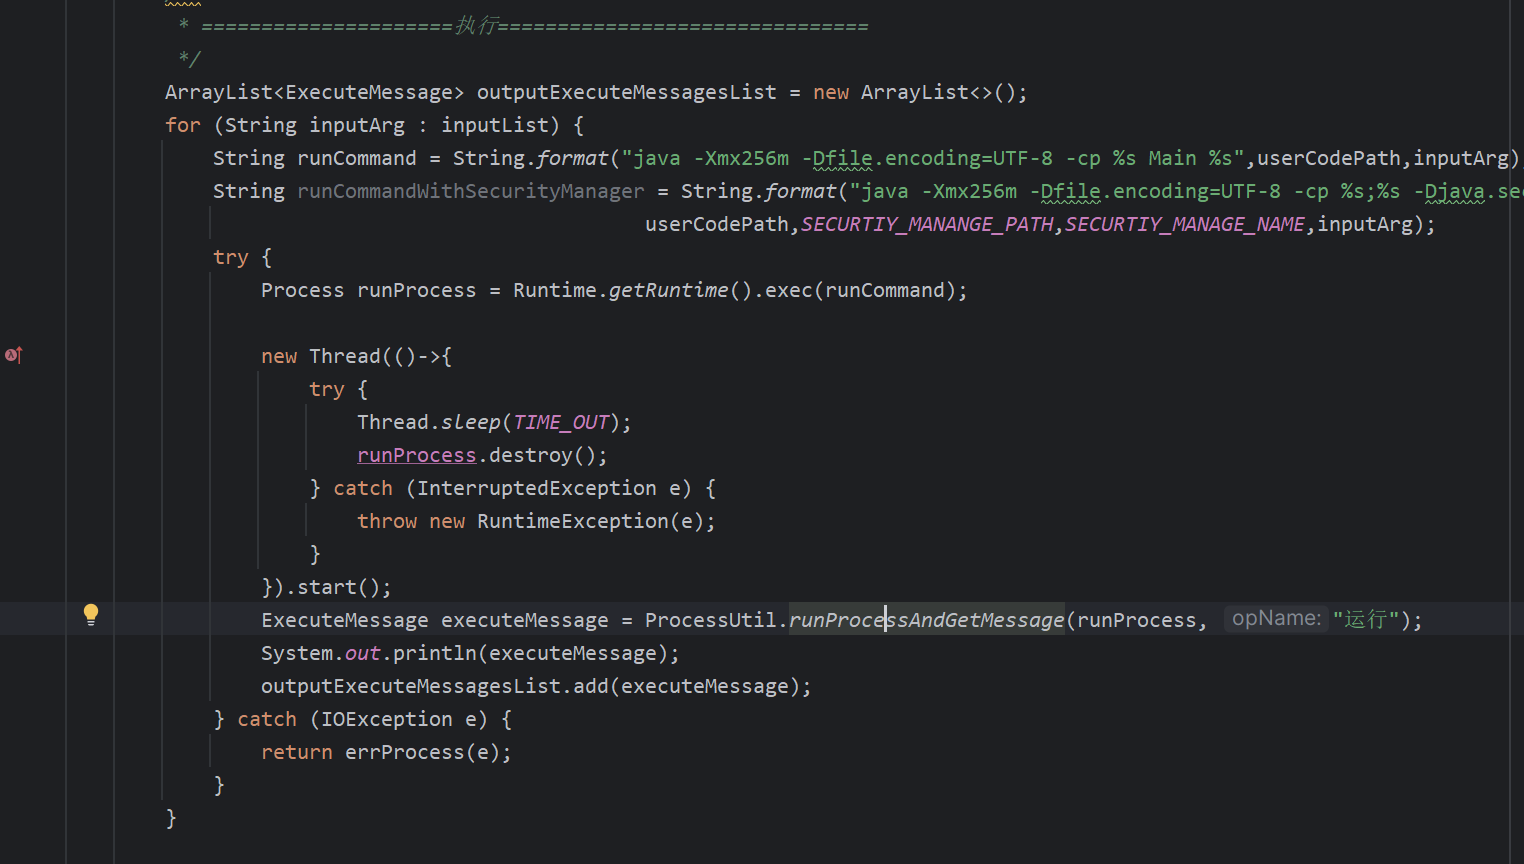 * =====================执行===============================
*/
ArrayList<ExecuteMessage> outputExecuteMessagesList = new ArrayList<>();
for (String inputArg : inputList) {
String runCommand = String.format("java -Xmx256m -Dfile.encoding=UTF-8 -cp %s Main %s",userCodePath,inputArg)
String runCommandWithSecurityManager = String.format("java -Xmx256m -Dfile.encoding=UTF-8 -cp %s;%s -Djava.sec
userCodePath,SECURTIY_MANANGE_PATH,SECURTIY_MANAGE_NAME,inputArg);
try {
Process runProcess = Runtime.getRuntime().exec(runCommand);
new Thread(()->{
try {
Thread.sleep(TIME_OUT);
runProcess.destroy();
} catch (InterruptedException e) {
throw new RuntimeException(e);
}
}).start();
ExecuteMessage executeMessage = ProcessUtil.runProcessAndGetMessage(runProcess, opName: "运行");
System.out.println(executeMessage);
outputExecuteMessagesList.add(executeMessage);
} catch (IOException e) {
return errProcess(e);
}
}